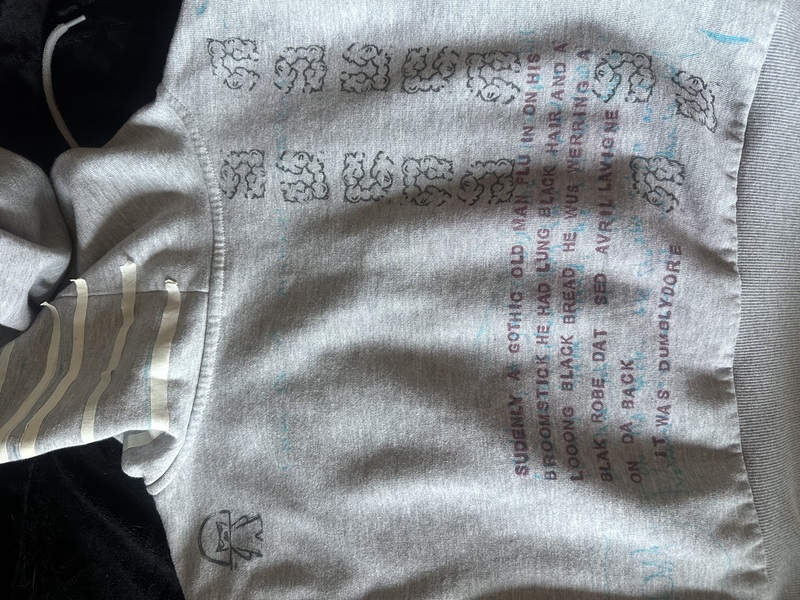 SUDENLY A GOTHIC OLD MAN FLU IN ON HIS
BROOMSTICK HE HAD LUNG BLACK HAIR AND A
LOOONG BLACK BREAD HE WUS WERRING A
BLAK ROBE DAT SED AVRIL LAVIGNE
ON DA BACK
IT WAS DUMBLYDORE